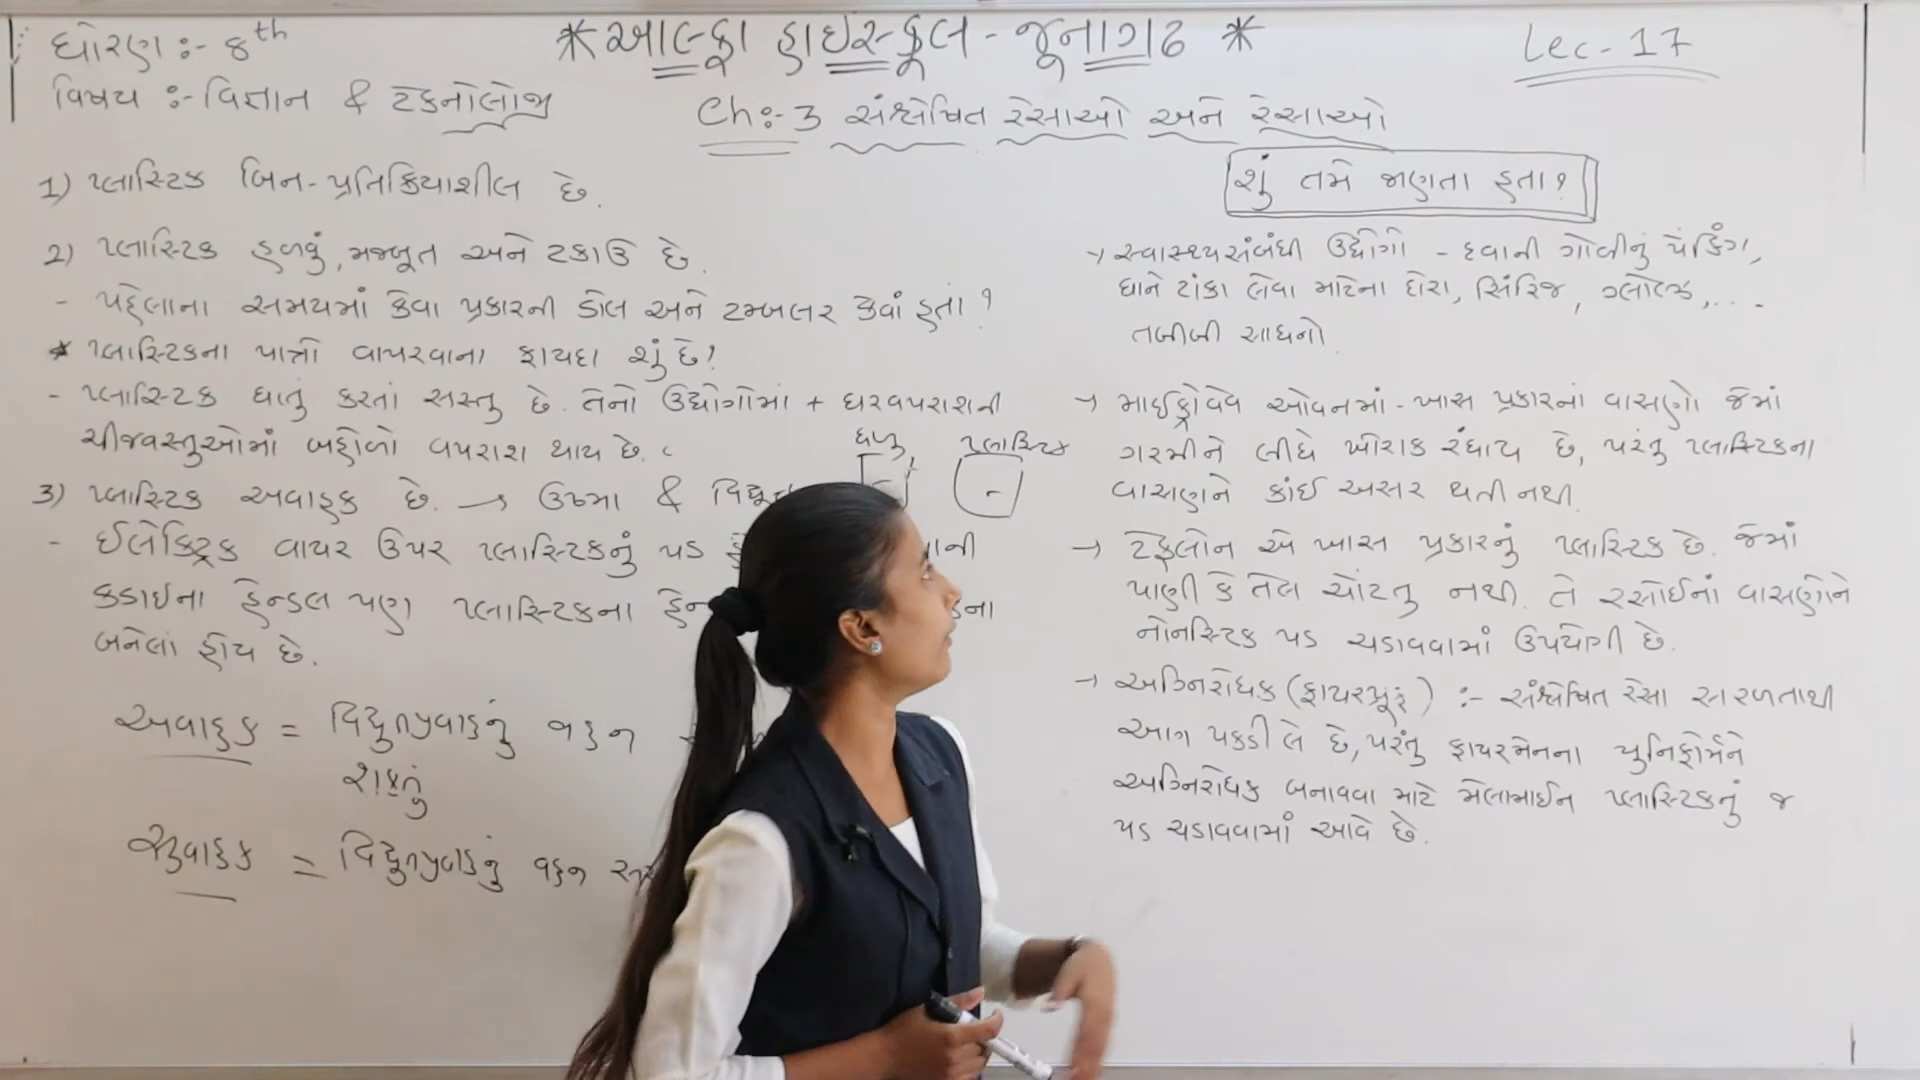 ધોરણ :- 8th
* આલ્ફા હાઇસ્કૂલ - જૂનાગઢ *
Lec - 17
વિષય :- વિજ્ઞાન & ટેકનોલોજી
Ch:- 3 સંશ્લેષિત રેસાઓ અને રેસાઓ
1) પ્લાસ્ટિક બિન-પ્રતિક્રિયાશીલ છે.
2) પ્લાસ્ટિક હળવું, મજબૂત અને ટકાઉ છે.
- પહેલાના સમયમાં કેવા પ્રકારની ડોલ અને ટમ્બલર કેવાં હતાં ?
* પ્લાસ્ટિકના પાત્રો વાપરવાના ફાયદા શું છે?
- પ્લાસ્ટિક ધાતું કરતાં સસ્તુ છે. તેનો ઉદ્યોગોમાં + ઘરવપરાશની
ચીજવસ્તુઓમાં બહોળો વપરાશ થાય છે.
ધાતુ પ્લાસ્ટિક
3) પ્લાસ્ટિક અવાહક છે. → ઉષ્મા &
- ઈલેક્ટ્રિક વાયર ઉપર પ્લાસ્ટિકનું પડ
કડાઇના હેન્ડલ પણ પ્લાસ્ટિકના
બનેલાં હોય છે.
અવાહક = વિદ્યુતપ્રવાહનું વહન
શકતું
સુવાહક = વિદ્યુતપ્રવાહનું વહન
શું તમે જાણતા હતા ?
→ સ્વાસ્થ્યસંબંધી ઉદ્યોગો - દવાની ગોળીનું પેકિંગ,
ઘાને ટાંકા લેવા માટેના દોરા, સિરિંજ, ગ્લોવ્ઝ, ...
તબીબી સાધનો.
→ માઈક્રોવેવ ઓવનમાં - ખાસ પ્રકારનાં વાસણો જેમાં
ગરમીને લીધે ખોરાક રંધાય છે, પરંતુ પ્લાસ્ટિકના
વાસણને કાંઈ અસર થતી નથી.
→ ટેફલોન એ ખાસ પ્રકારનું પ્લાસ્ટિક છે. જેમાં
પાણી કે તેલ ચોંટતુ નથી. તે રસોઈનાં વાસણોને
નોનસ્ટિક પડ ચડાવવામાં ઉપયોગી છે.
→ અગ્નિરોધક (ફાયરપ્રૂફ) :- સંશ્લેષિત રેસા સરળતાથી
આગ પકડી લે છે, પરંતુ ફાયરમેનના યુનિફોર્મને
અગ્નિરોધક બનાવવા માટે મેલામાઈન પ્લાસ્ટિકનું જ
પડ ચડાવવામાં આવે છે.